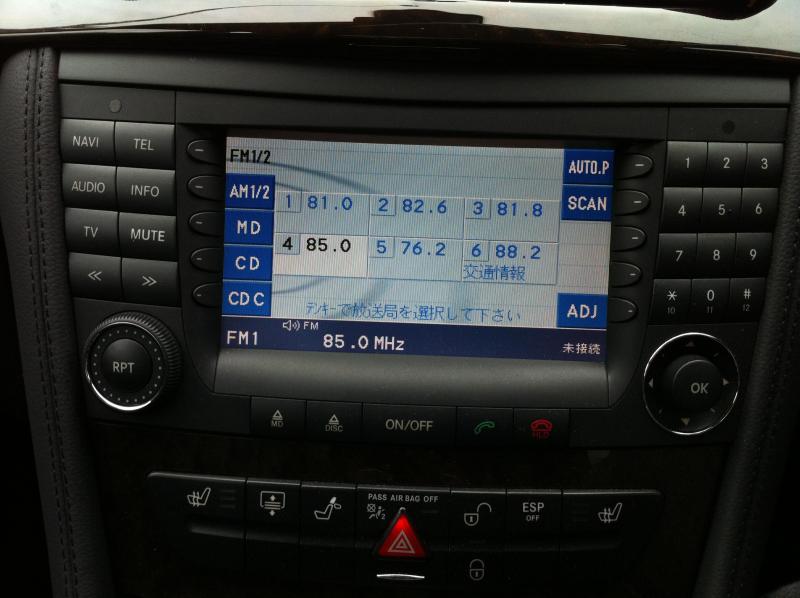 NAVI TEL
AUDIO INFO
TV MUTE
RPT
FM1/2 AUTO.P
AM1/2 SCAN
1 81.0 2 82.6 3 81.8
MD
4 85.0 5 76.2 6 88.2
交通情報
CD
CD C
テンキーで放送局を選択して下さい ADJ
FM
FM1 85.0 MHz 未接続
1 2 3
4 5 6
7 8 9
* 0 #
10 11 12
OK
MD DISC ON/OFF HLD
PASS AIR BAG OFF
ESP
OFF